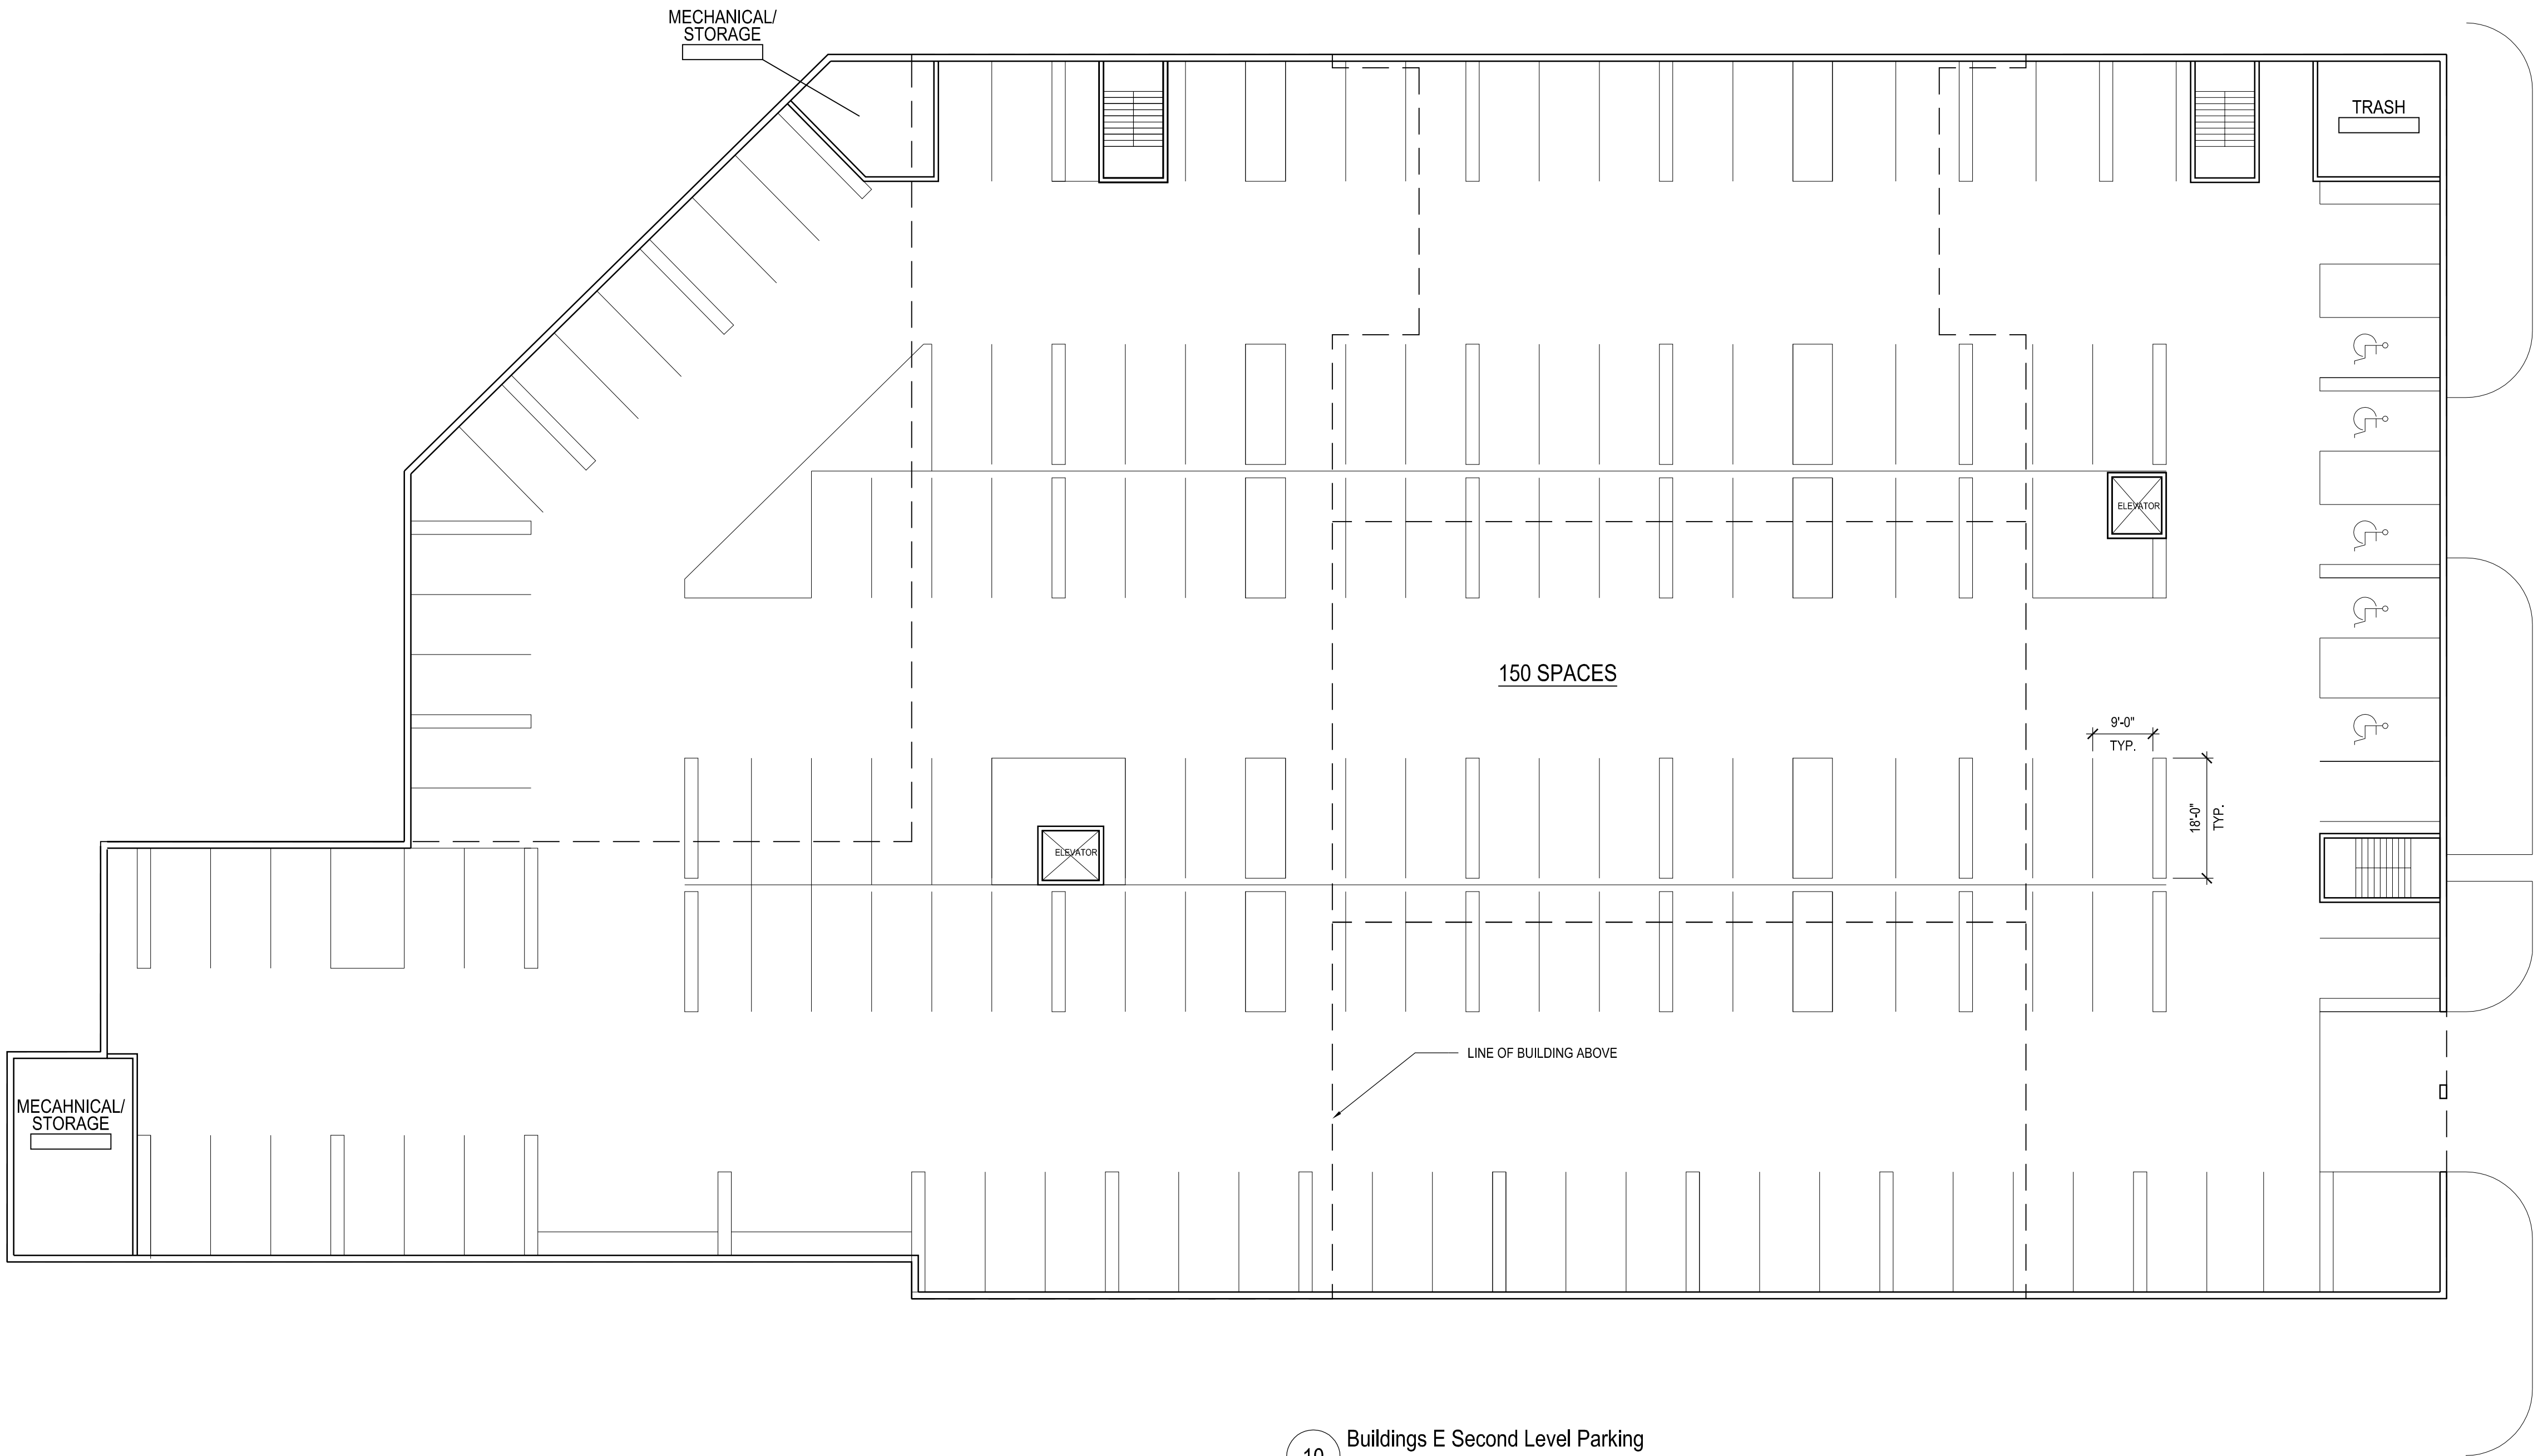 MECHANICAL/
STORAGE
TRASH
ELEVATOR
150 SPACES
9'-0"
TYP.
18'-0"
TYP.
ELEVATOR
LINE OF BUILDING ABOVE
MECAHNICAL/
STORAGE
Buildings E Second Level Parking